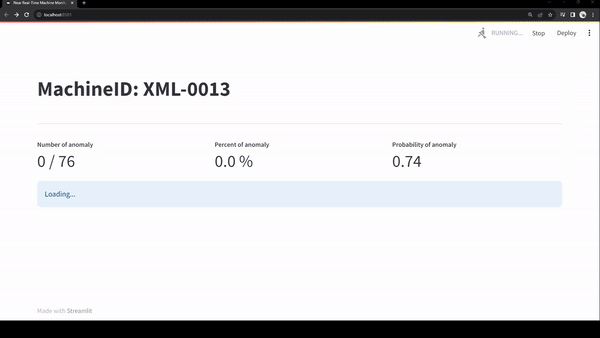 Near Real-Time Machine Monit
localhost:8501
RUNNING...
Stop
Deploy
MachineID: XML-0013
Number of anomaly
Percent of anomaly
Probability of anomaly
0 / 76
0.0 %
0.74
Loading...
Made with Streamlit